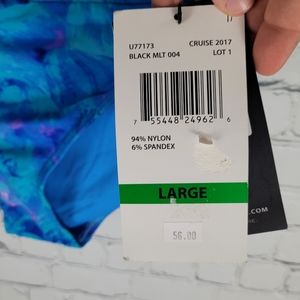 U77173 CRUISE 2017
BLACK MLT 004 LOT 1
7 55448 24962 6
94% NYLON
6% SPANDEX
LARGE
56.00
.COM